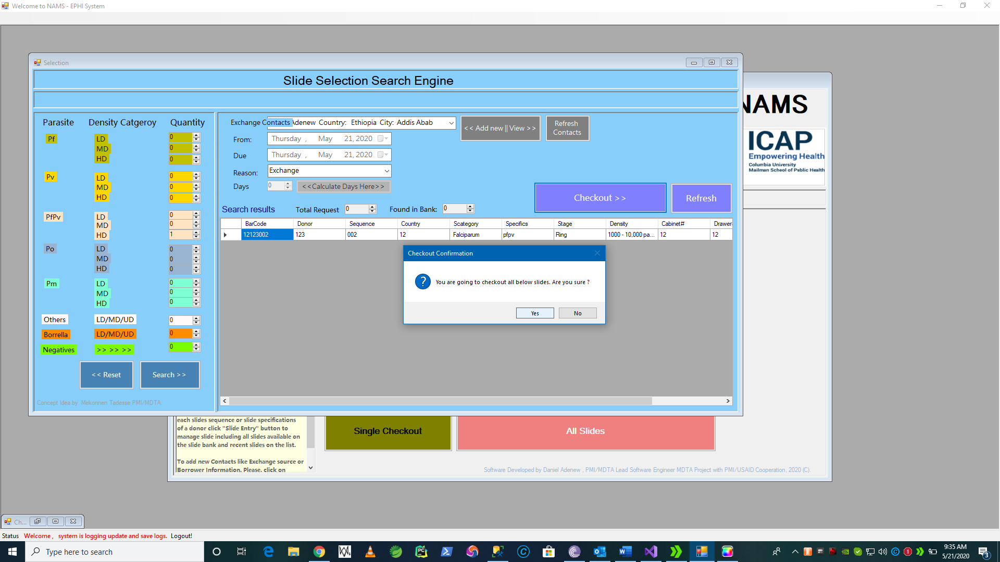 Welcome to NAMS - EPHI System
Selection
Slide Selection Search Engine
Parasite Density Catgeroy Quantity
Pf LD 0
MD 0
HD 0
Pv LD 0
MD 0
HD 0
PfPv LD 0
MD 0
HD 1
Po LD 0
MD 0
HD 0
Pm LD 0
MD 0
HD 0
Others LD/MD/UD 0
Borrella LD/MD/UD 0
Negatives >> >> >> 0
<< Reset Search >>
Concept Idea by Mekonnen Tadesse PMI/MDTA
Exchange Contacts Adenew Country: Ethiopia City: Addis Abab
<< Add new || View >>
Refresh
Contacts
From: Thursday , May 21, 2020
Due Thursday , May 21, 2020
Reason: Exchange
Days 0 <<Calculate Days Here>>
Checkout >> Refresh
Search results Total Request 0 Found in Bank: 0
BarCode Donor Sequence Country Scategory Specifics Stage Density Cabinet# Drawer
12123002 123 002 12 Falciparum pfpv Ring 1000 - 10,000 pa... 12 12
Checkout Confirmation
You are going to checkout all below slides. Are you sure ?
Yes No
NAMS
ICAP
Empowering Health
Columbia University
Mailman School of Public Health
each slides sequence or slide specifications
of a donor click "Slide Entry" button to
manage slide including all slides available on
the slide bank and recent slides on the list.
To add new Contacts like Exchange source or
Borrower Information. Please. click on
Single Checkout All Slides
Software Developed by Daniel Adenew , PMI/MDTA Lead Software Engineer MDTA Project with PMI/USAID Cooperation, 2020 (C).
Ch...
Status Welcome , system is logging update and save logs. Logout!
Type here to search
9:35 AM
5/21/2020
3